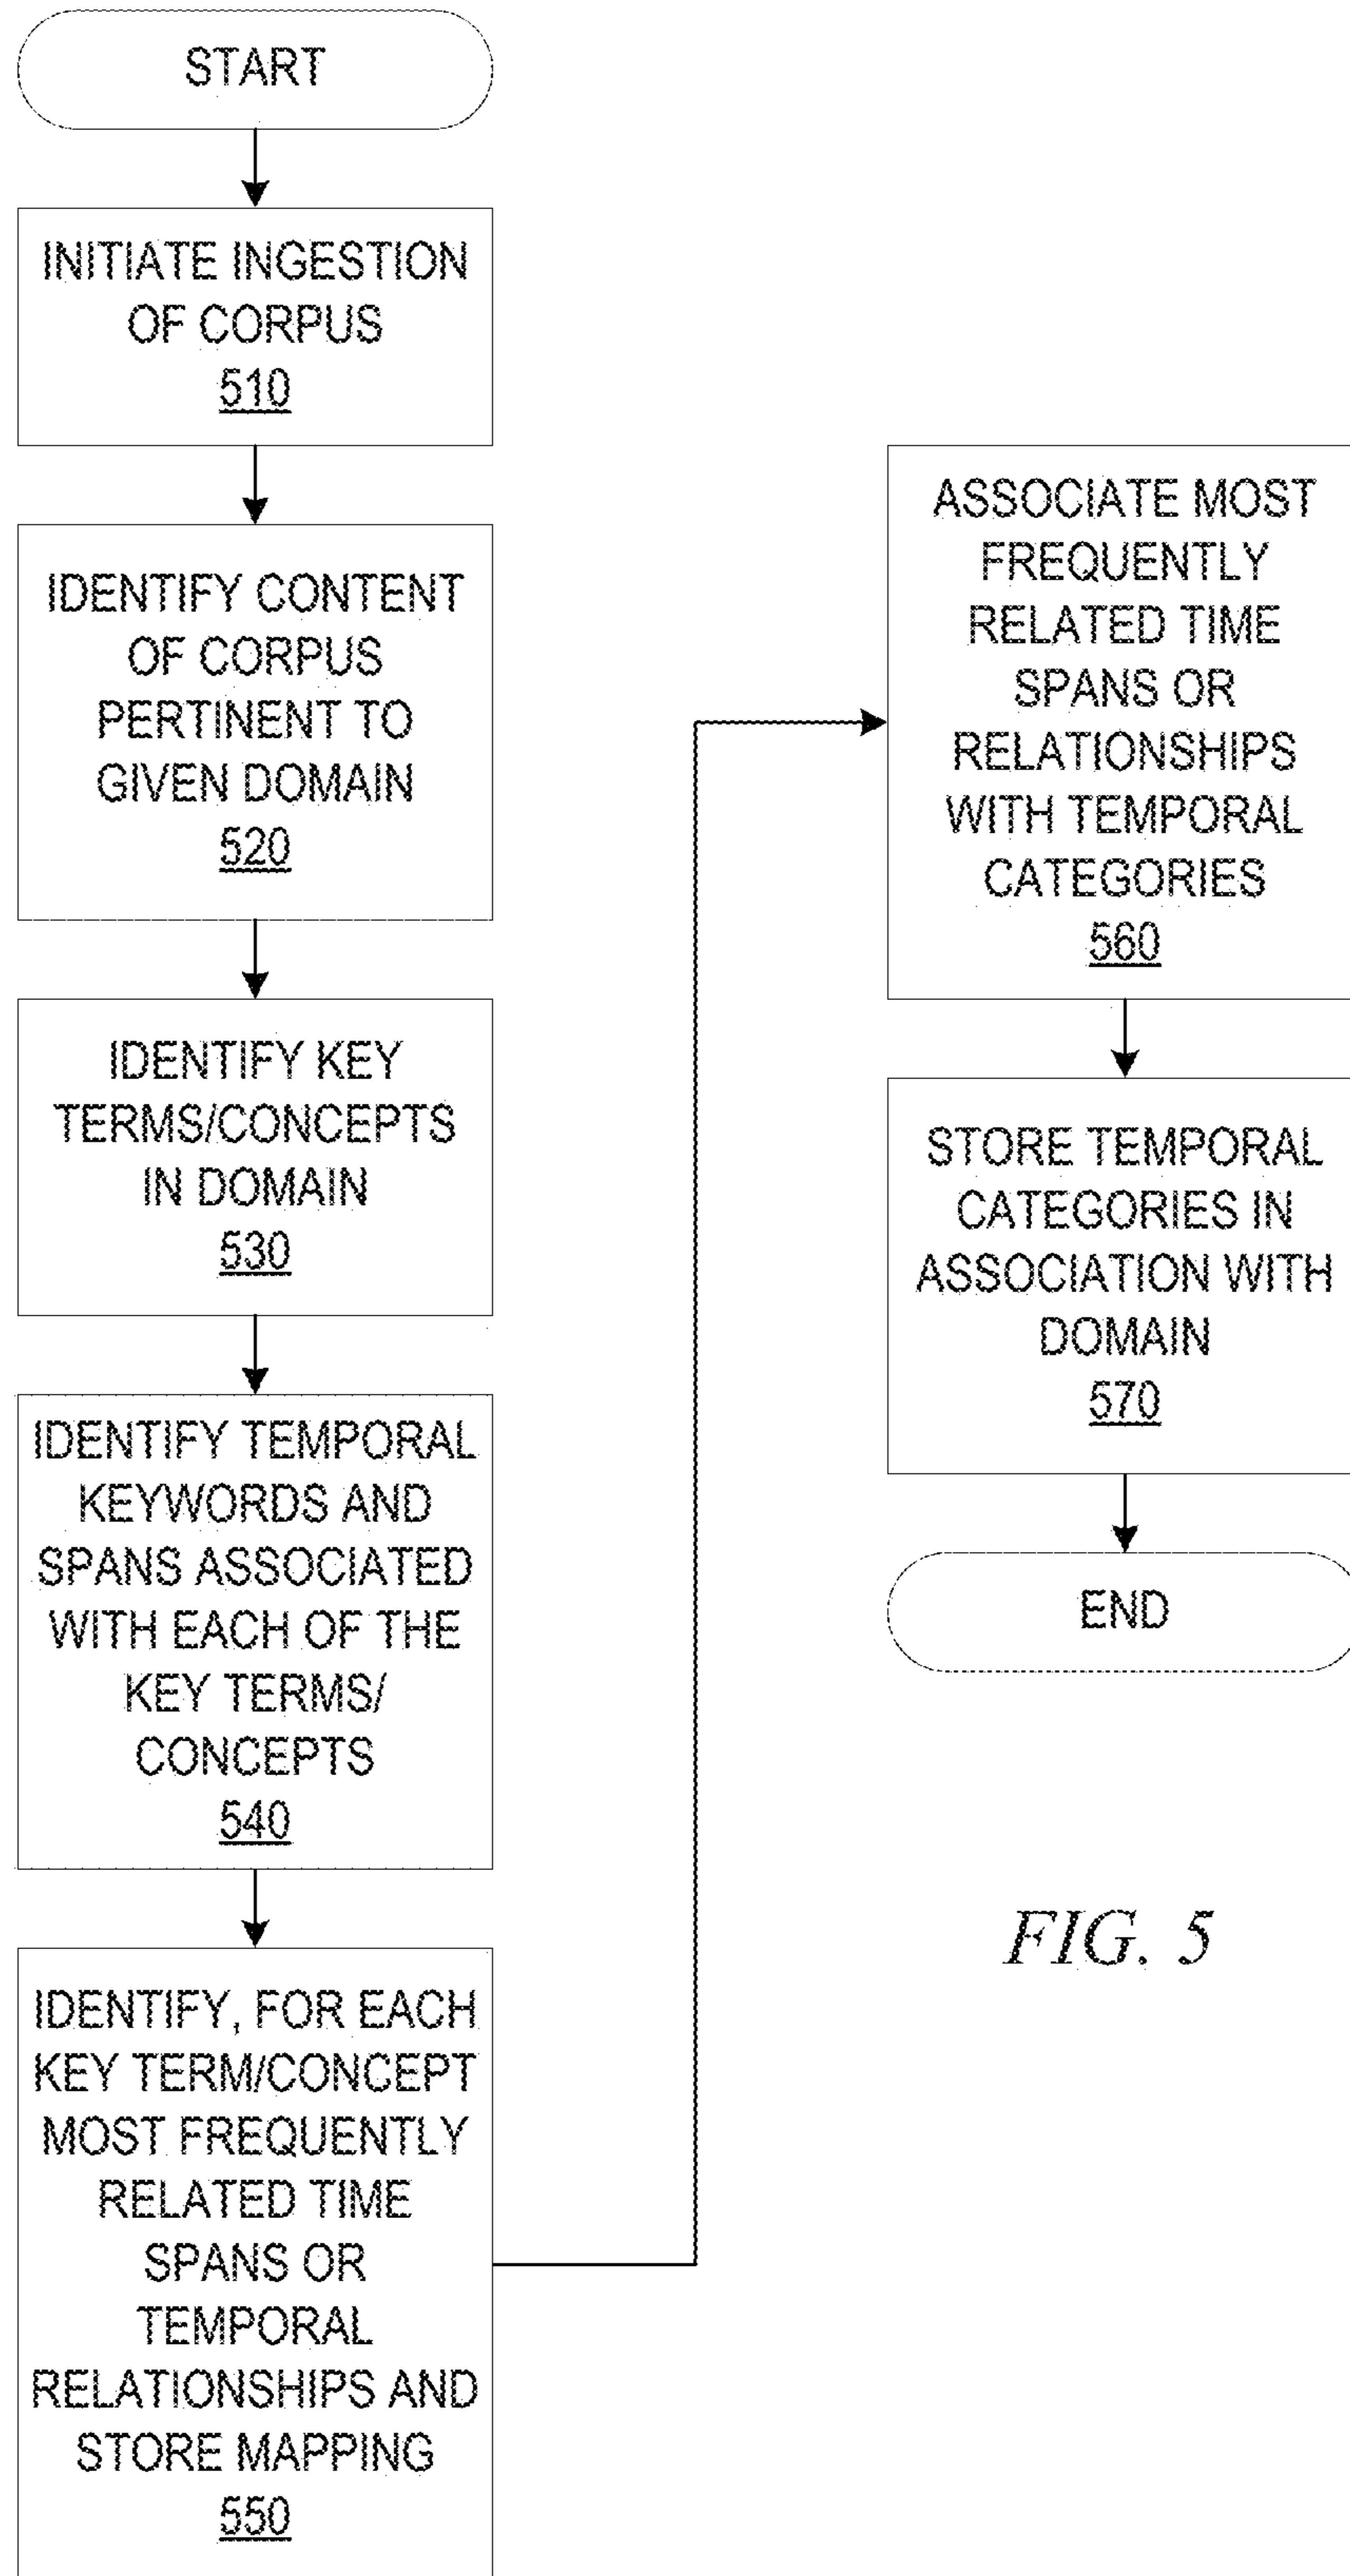 START
INITIATE INGESTION
OF CORPUS
510
IDENTIFY CONTENT
OF CORPUS
PERTINENT TO
GIVEN DOMAIN
520
IDENTIFY KEY
TERMS/CONCEPTS
IN DOMAIN
530
IDENTIFY TEMPORAL
KEYWORDS AND
SPANS ASSOCIATED
WITH EACH OF THE
KEY TERMS/
CONCEPTS
540
IDENTIFY, FOR EACH
KEY TERM/CONCEPT
MOST FREQUENTLY
RELATED TIME
SPANS OR
TEMPORAL
RELATIONSHIPS AND
STORE MAPPING
550
ASSOCIATE MOST
FREQUENTLY
RELATED TIME
SPANS OR
RELATIONSHIPS
WITH TEMPORAL
CATEGORIES
560
STORE TEMPORAL
CATEGORIES IN
ASSOCIATION WITH
DOMAIN
570
END
FIG. 5